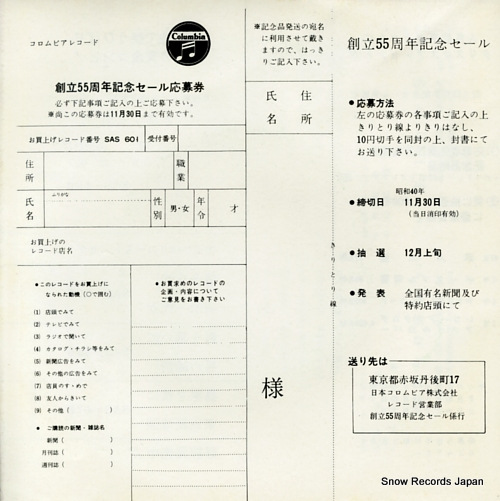 コロムビアレコード
Columbia
創立55周年記念セール応募券
必ず下記事項ご記入の上ご応募下さい。
※尚この応募券は11月30日まで有効です。
お買上げレコード番号 SAS 601 受付番号
住所
職業
ふりがな
氏名
性別
男・女
年令
才
お買上げの
レコード店名
●このレコードをお買上げに
なられた動機(○で囲む)
(1) 店頭でみて
(2) テレビでみて
(3) ラジオで聞いて
(4) カタログ・チラシ等をみて
(5) 新聞広告をみて
(6) その他の広告をみて
(7) 店員のすゝめで
(8) 友人からきいて
(9) その他( )
● ご購読の新聞・雑誌名
新聞( )
月刊誌( )
週刊誌( )
●お買求めのレコードの
企画・内容について
ご意見をお書き下さい
※記念品発送の宛名
に利用させて戴き
ますので、はっき
りご記入下さい。
氏名
住所
様
きりとり線
創立55周年記念セール
●応募方法
左の応募券の各事項ご記入の上
きりとり線よりきりはなし、
10円切手を同封の上、封書にて
お送り下さい。
昭和40年
●締切日 11月30日
(当日消印有効)
●抽選 12月上旬
●発表 全国有名新聞及び
特約店頭にて
送り先は
東京都赤坂丹後町17
日本コロムビア株式会社
レコード営業部
創立55周年記念セール係行
Snow Records Japan